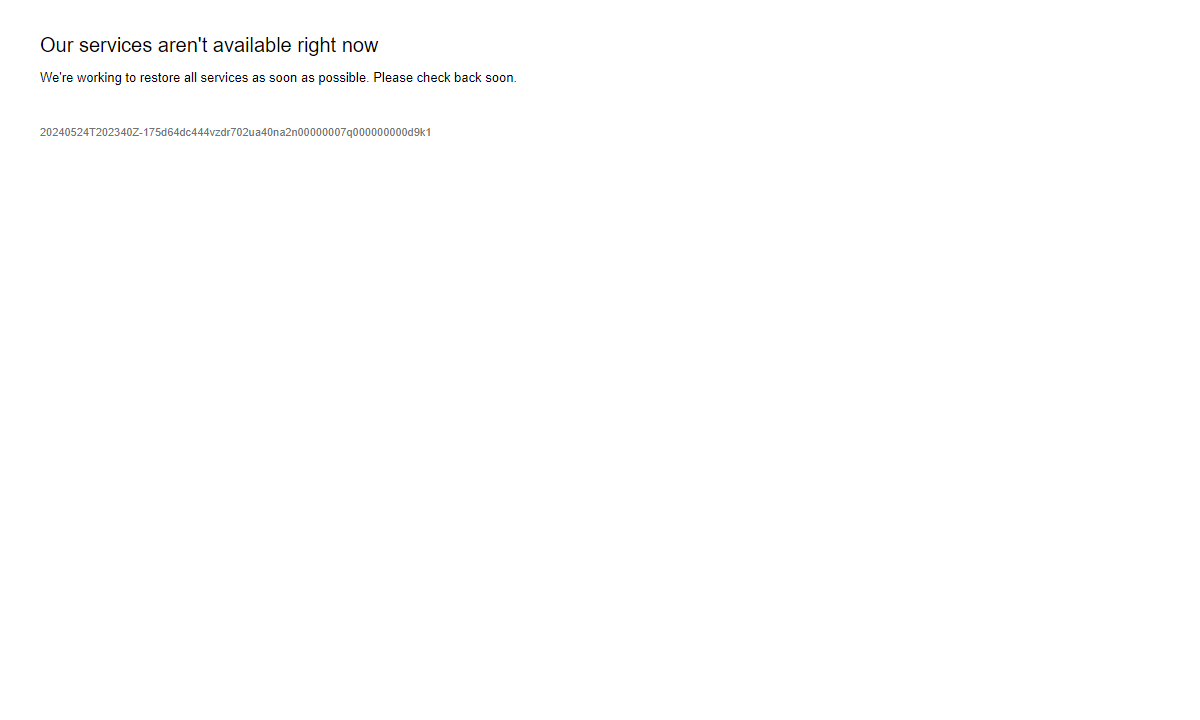 Our services aren't available right now
We're working to restore all services as soon as possible. Please check back soon.
20240524T202340Z-175d64dc444vzdr702ua40na2n00000007q000000000d9k1